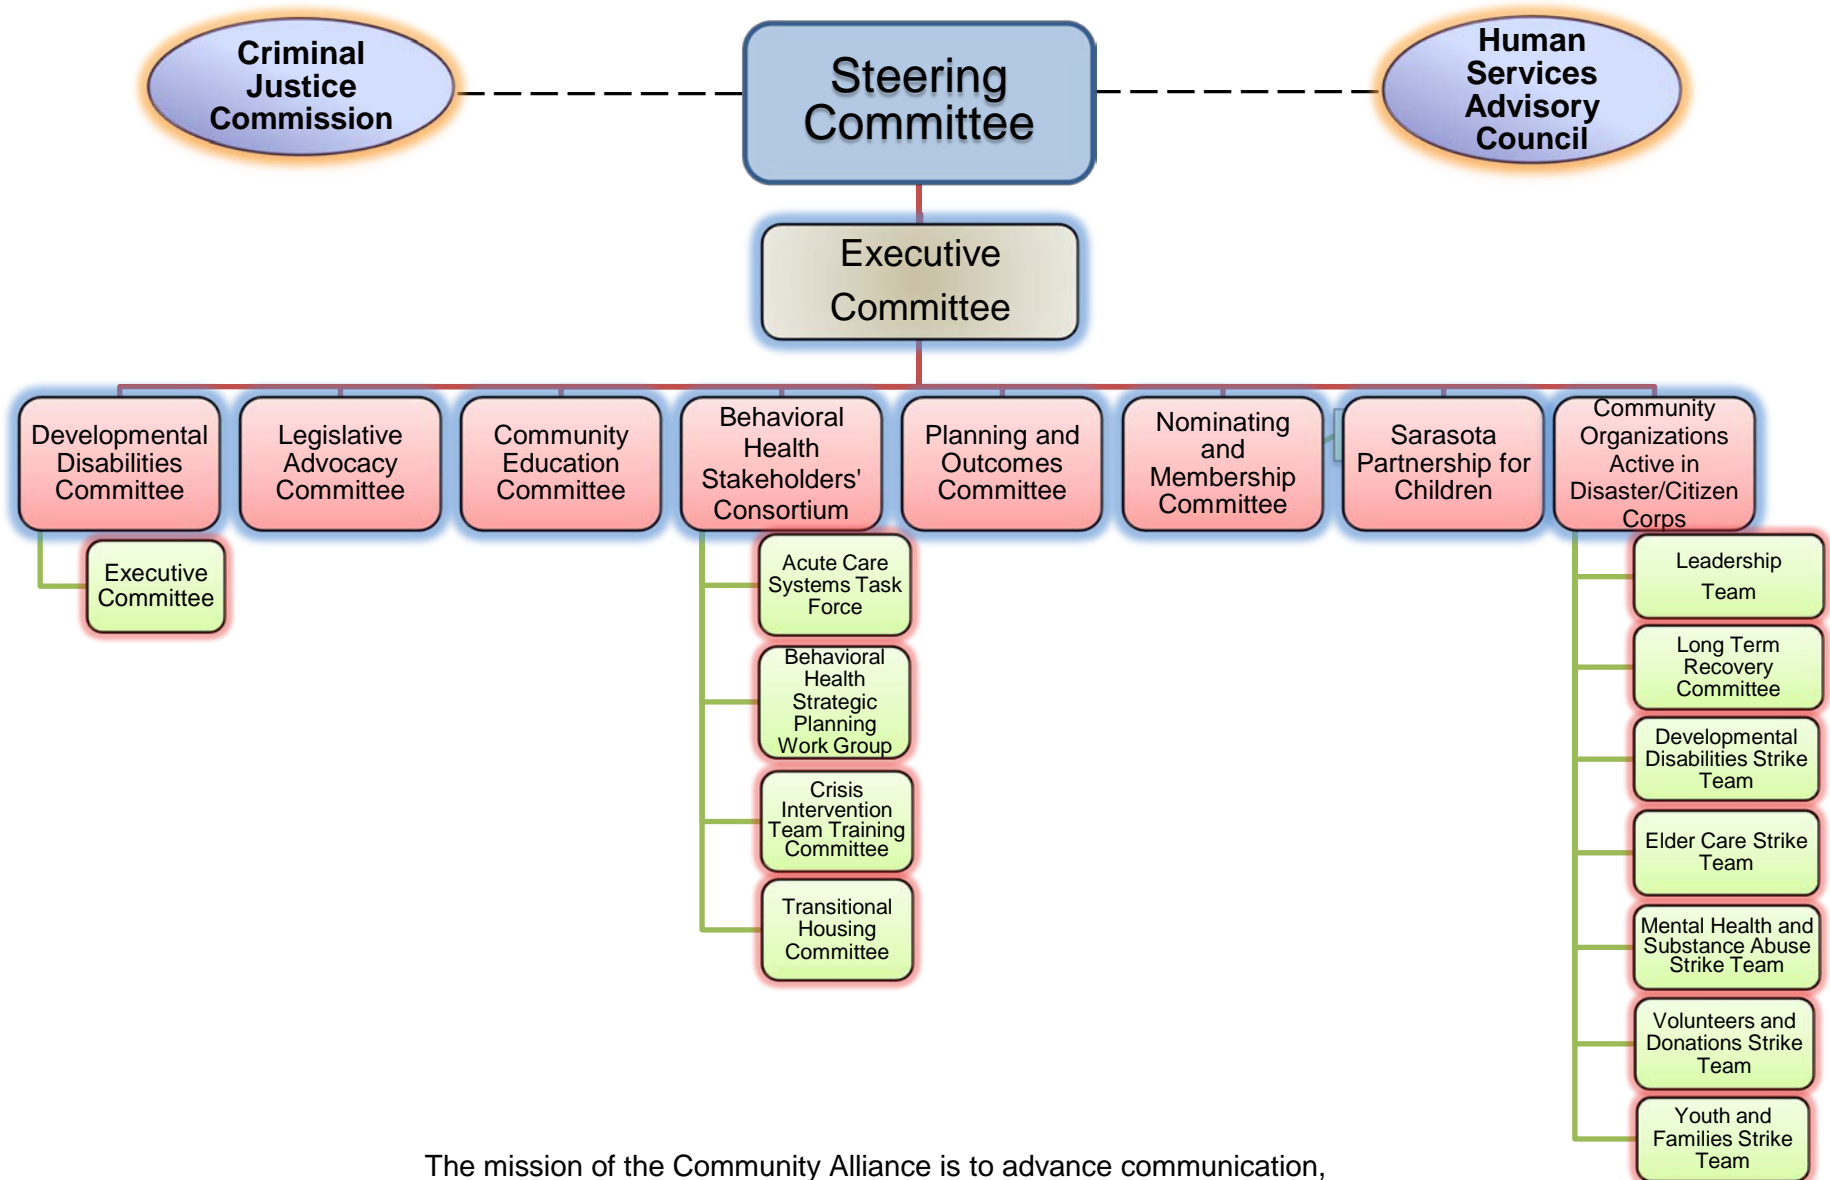 Criminal
Justice
Commission
Steering
Committee
Human
Services
Advisory
Council
Executive
Committee
Developmental
Disabilities
Committee
Legislative
Advocacy
Committee
Community
Education
Committee
Behavioral
Health
Stakeholders'
Consortium
Planning and
Outcomes
Committee
Nominating
and
Membership
Committee
Sarasota
Partnership for
Children
Community
Organizations
Active in
Disaster/Citizen
Corps
Executive
Committee
Acute Care
Systems Task
Force
Behavioral
Health
Strategic
Planning
Work Group
Crisis
Intervention
Team Training
Committee
Transitional
Housing
Committee
Leadership
Team
Long Term
Recovery
Committee
Developmental
Disabilities Strike
Team
Elder Care Strike
Team
Mental Health and
Substance Abuse
Strike Team
Volunteers and
Donations Strike
Team
Youth and
Families Strike
Team
The mission of the Community Alliance is to advance communication,